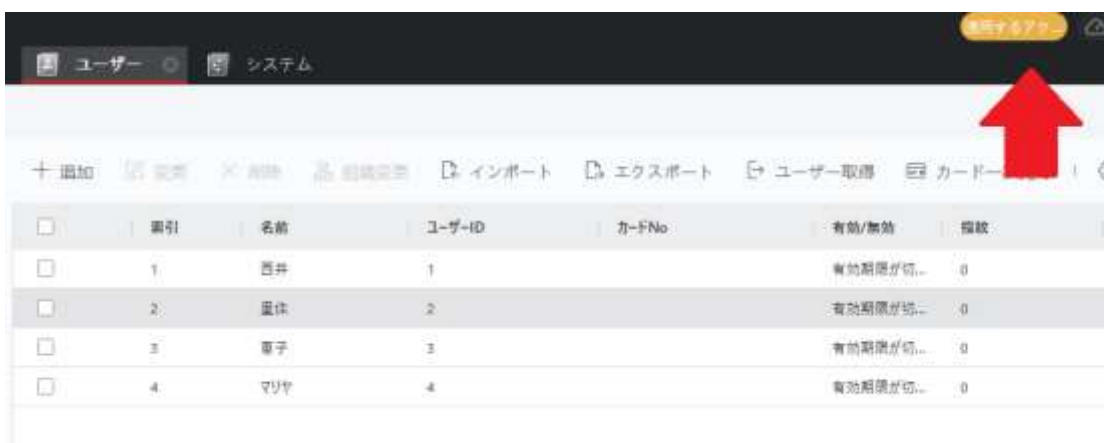 適用するアク...
ユーザー
システム
追加 変更 削除 組織変更 インポート エクスポート ユーザー取得 カード
索引 名前 ユーザーID カードNo 有効/無効 指紋
1 西井 1 有効期限が切... 0
2 2 有効期限が切... 0
3 3 有効期限が切... 0
4 マリヤ 4 有効期限が切... 0